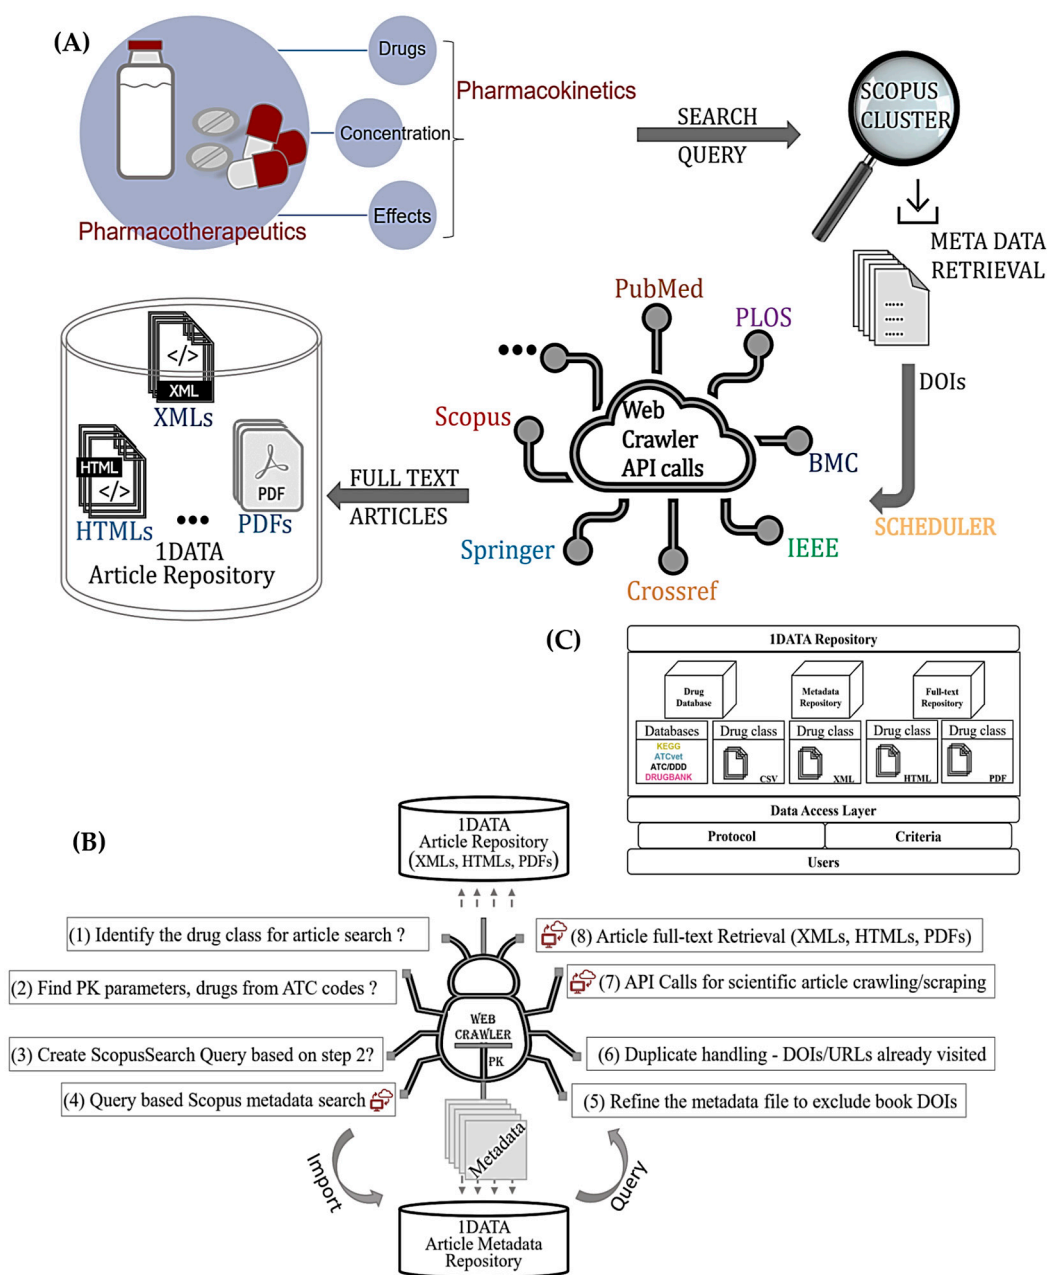 (A)
Drugs
Concentration
Effects
Pharmacotherapeutics
Pharmacokinetics
SEARCH
QUERY
SCOPUS
CLUSTER
META DATA
RETRIEVAL
DOIs
SCHEDULER
PubMed
PLOS
Scopus
Web
Crawler
API calls
BMC
Springer
IEEE
Crossref
FULL TEXT
ARTICLES
</>
XML
XMLs
HTML
</>
HTMLs
PDF
PDFs
1DATA
Article Repository
(C)
1DATA Repository
Drug
Database
Metadata
Repository
Full-text
Repository
Databases
KEGG
ATCvet
ATC/DDD
DRUGBANK
Drug class
CSV
Drug class
XML
Drug class
HTML
Drug class
PDF
Data Access Layer
Protocol
Criteria
Users
(B)
1DATA
Article Repository
(XMLs, HTMLs, PDFs)
(1) Identify the drug class for article search ?
(2) Find PK parameters, drugs from ATC codes ?
(3) Create ScopusSearch Query based on step 2?
(4) Query based Scopus metadata search
WEB
CRAWLER
PK
(8) Article full-text Retrieval (XMLs, HTMLs, PDFs)
(7) API Calls for scientific article crawling/scraping
(6) Duplicate handling - DOIs/URLs already visited
(5) Refine the metadata file to exclude book DOIs
Metadata
Import
Query
1DATA
Article Metadata
Repository